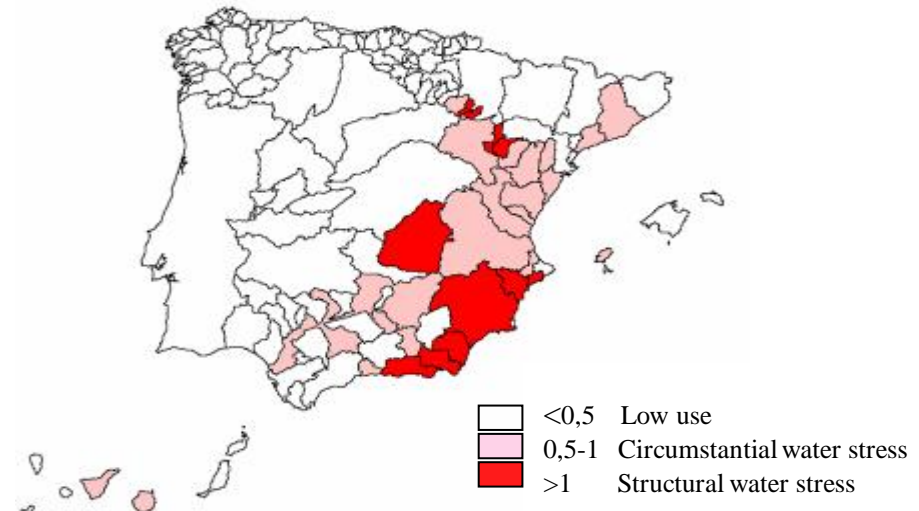 <0,5 Low use
0,5-1 Circumstantial water stress
>1 Structural water stress